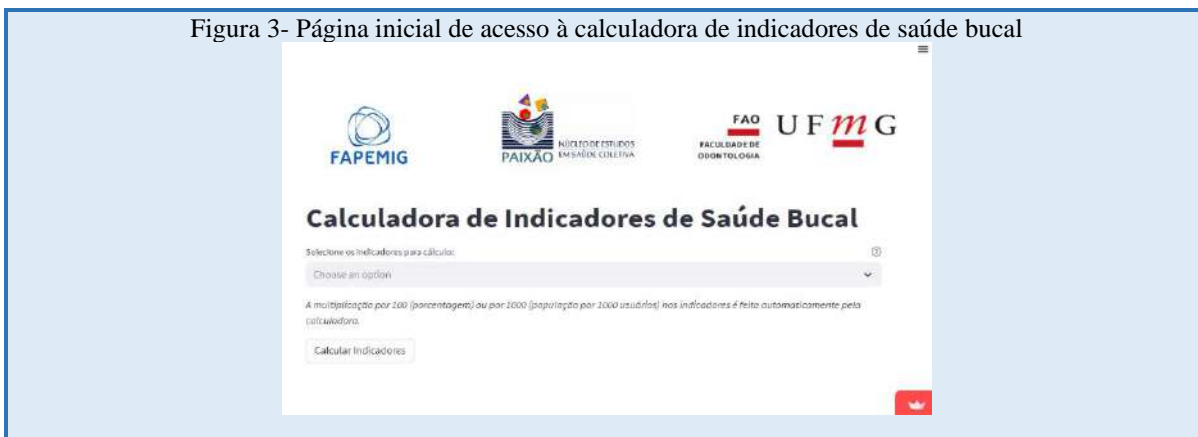 Figura 3- Página inicial de acesso à calculadora de indicadores de saúde bucal
FAPEMIG
PAIXÃO
NÚCLEO DE ESTUDOS
EM SAÚDE COLETIVA
FAO
FACULDADE DE
ODONTOLOGIA
UFMG
Calculadora de Indicadores de Saúde Bucal
Selecione os indicadores para cálculo:
Choose an option
A multiplicação por 100 (porcentagem) ou por 1000 (população por 1000 usuários) nos indicadores é feita automaticamente pela
calculadora.
Calcular Indicadores